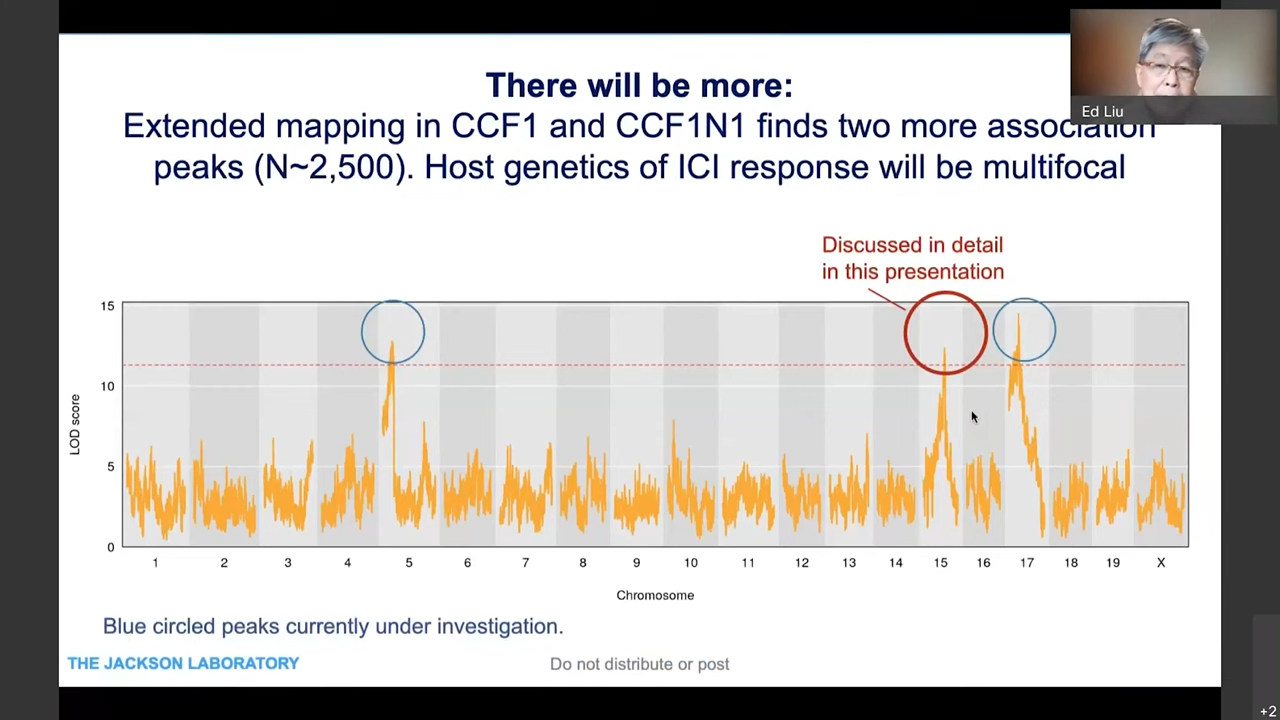 There will be more:
Extended mapping in CCF1 and CCF1N1 finds two more association
peaks (N~2,500). Host genetics of ICI response will be multifocal
Ed Liu
Discussed in detail
in this presentation
15
10
5
0
LOD score
1 2 3 4 5 6 7 8 9 10 11 12 13 14 15 16 17 18 19 X
Chromosome
Blue circled peaks currently under investigation.
THE JACKSON LABORATORY
Do not distribute or post
+2